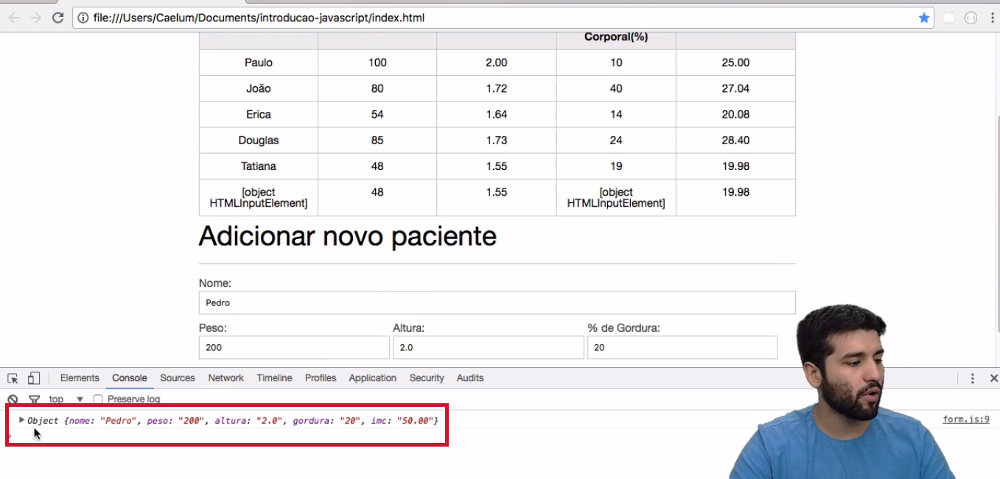 file:///Users/Caelum/Documents/introducao-javascript/index.html
Corporal(%)
Paulo 100 2.00 10 25.00
João 80 1.72 40 27.04
Erica 54 1.64 14 20.08
Douglas 85 1.73 24 28.40
Tatiana 48 1.55 19 19.98
[object HTMLInputElement] 48 1.55 [object HTMLInputElement] 19.98
Adicionar novo paciente
Nome:
Pedro
Peso: Altura: % de Gordura:
200 2.0 20
Elements Console Sources Network Timeline Profiles Application Security Audits
top Preserve log
Object {nome: "Pedro", peso: "200", altura: "2.0", gordura: "20", imc: "50.00"} form.js:9